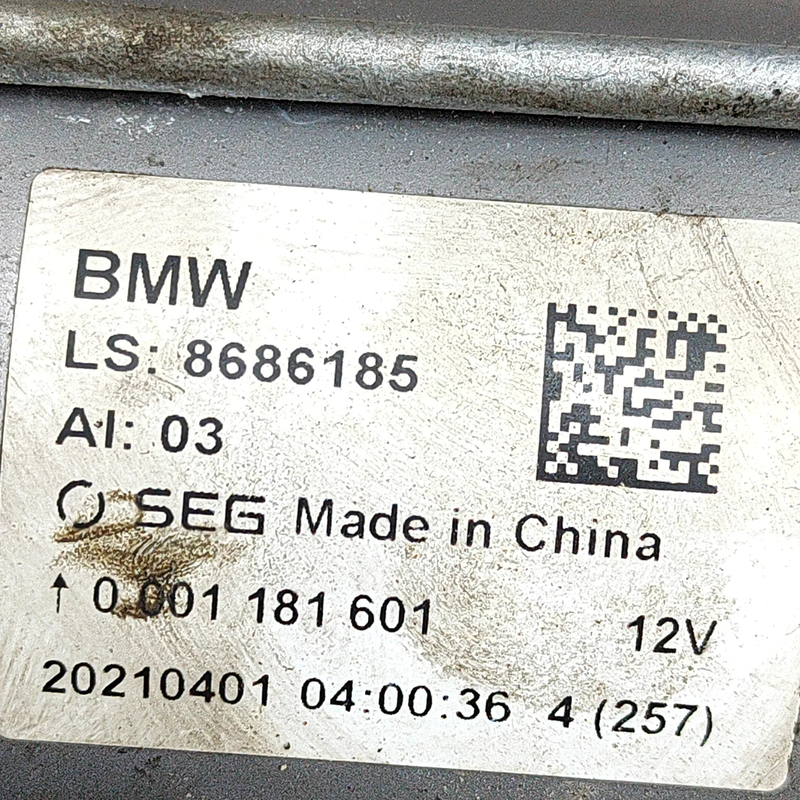 BMW
LS: 8686185
AI: 03
SEG Made in China
↑ 0 001 181 601 12V
20210401 04:00:36 4 (257)